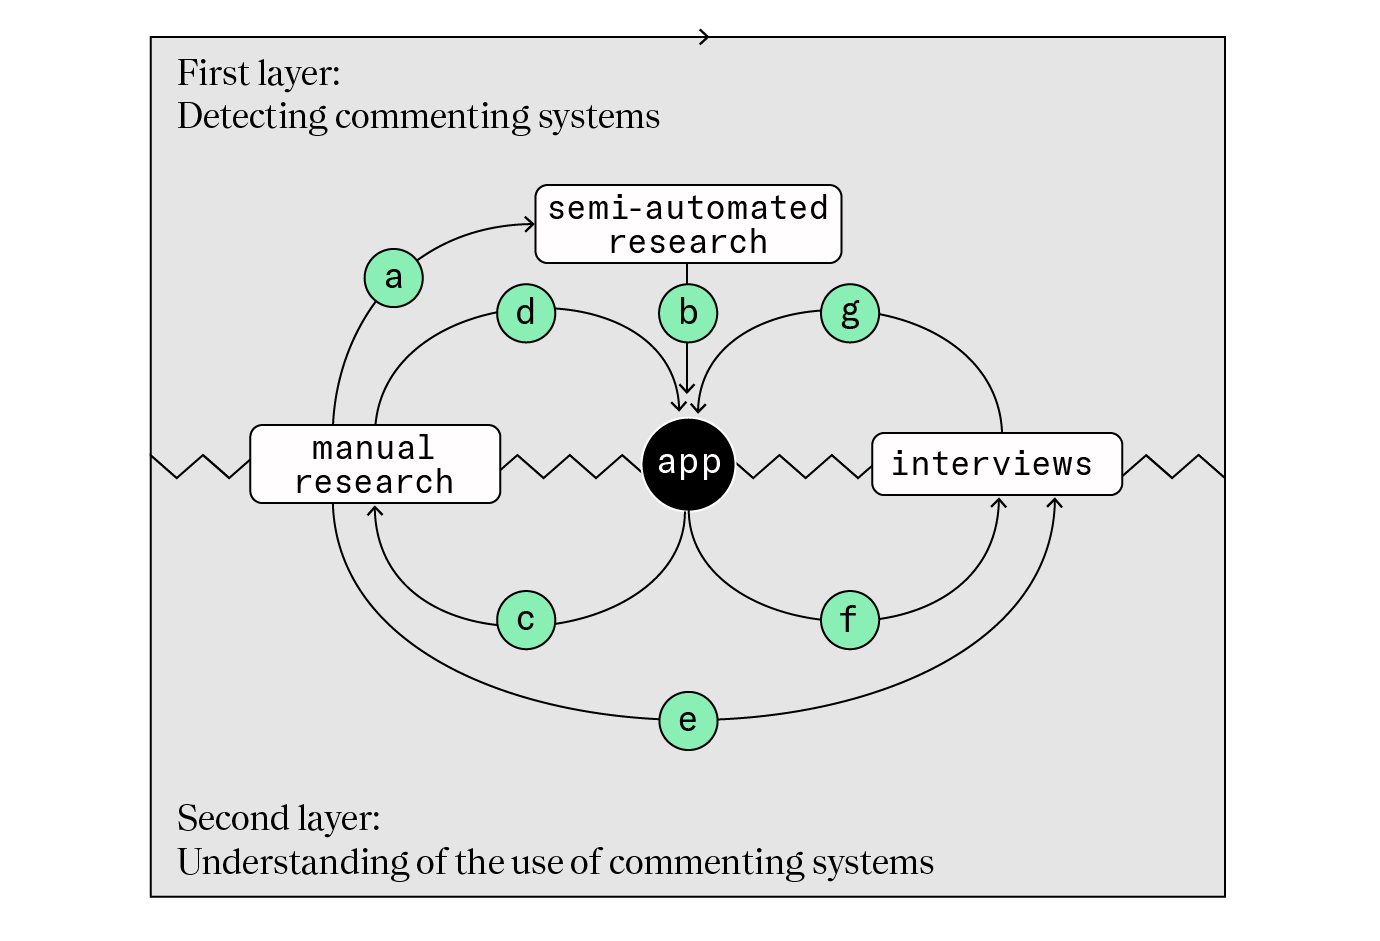 First layer:
Detecting commenting systems
semi-automated
research
a
d
b
g
manual
research
app
interviews
c
f
e
Second layer:
Understanding of the use of commenting systems